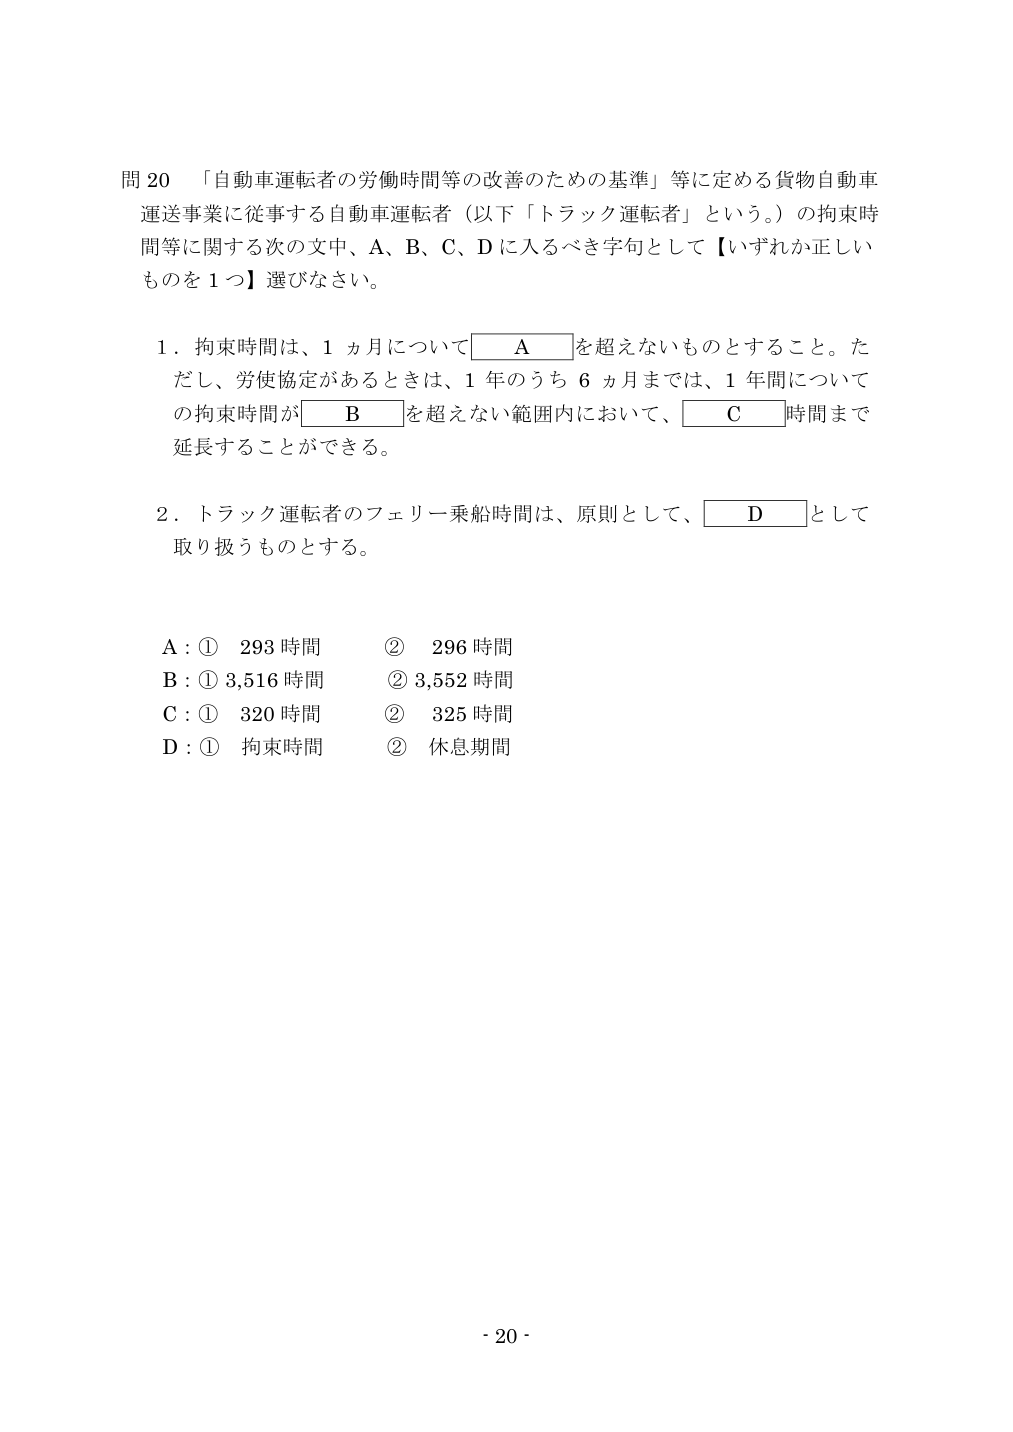 問 20　「自動車運転者の労働時間等の改善のための基準」等に定める貨物自動車
運送事業に従事する自動車運転者（以下「トラック運転者」という。）の拘束時
間等に関する次の文中、A、B、C、D に入るべき字句として【いずれか正しい
ものを 1 つ】選びなさい。
１．拘束時間は、1 ヵ月について A を超えないものとすること。た
だし、労使協定があるときは、1 年のうち 6 ヵ月までは、1 年間について
の拘束時間が B を超えない範囲内において、 C 時間まで
延長することができる。
２．トラック運転者のフェリー乗船時間は、原則として、 D として
取り扱うものとする。
A：①　293 時間　　　②　296 時間
B：① 3,516 時間　　　② 3,552 時間
C：①　320 時間　　　②　325 時間
D：①　拘束時間　　　②　休息期間
- 20 -